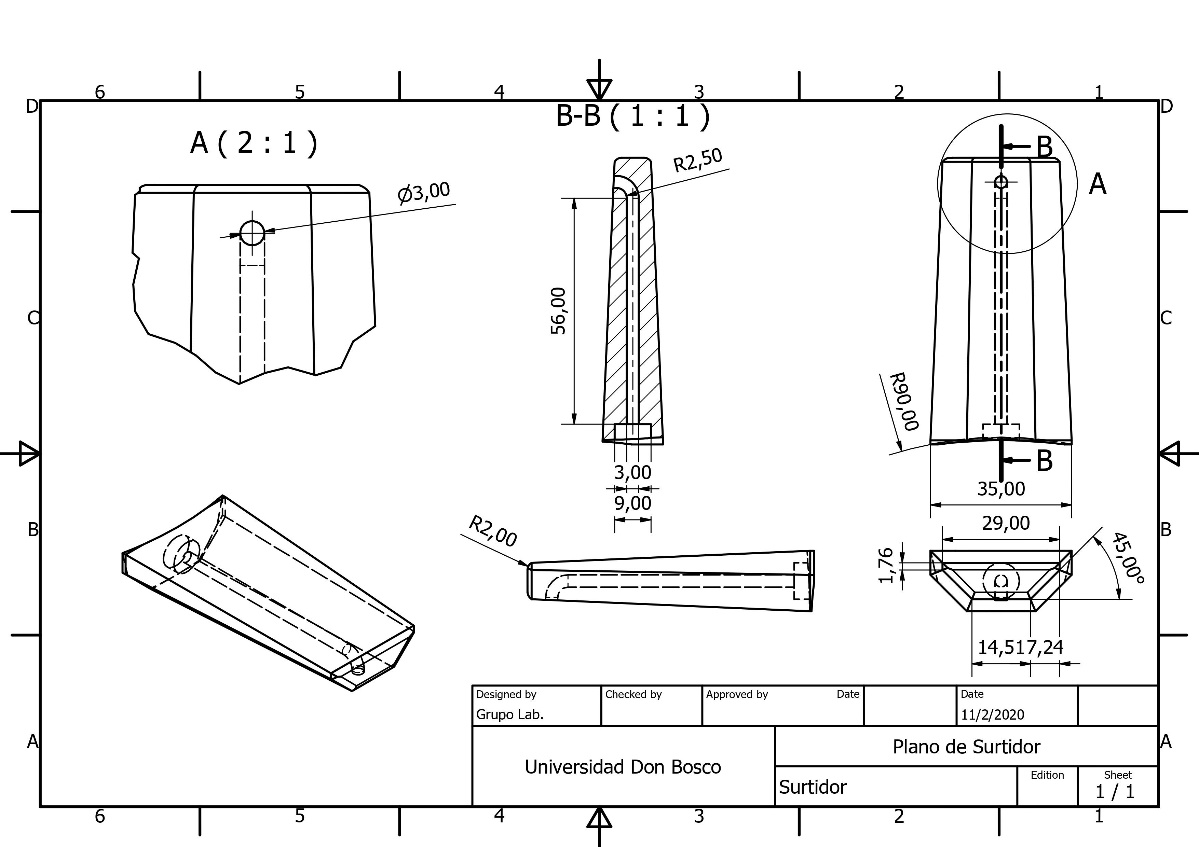 6 5 4 3 2 1
D D
A ( 2 : 1 )
B-B ( 1 : 1 )
B
R2,50
A
Ø3,00
56,00
C C
R90,00
B
3,00
35,00
9,00
R2,00
29,00
B B
1,76
45,00°
14,517,24
Designed by Checked by Approved by Date Date
Grupo Lab. 11/2/2020
A A
Plano de Surtidor
Universidad Don Bosco
Surtidor
Edition Sheet
1 / 1
6 5 4 3 2 1